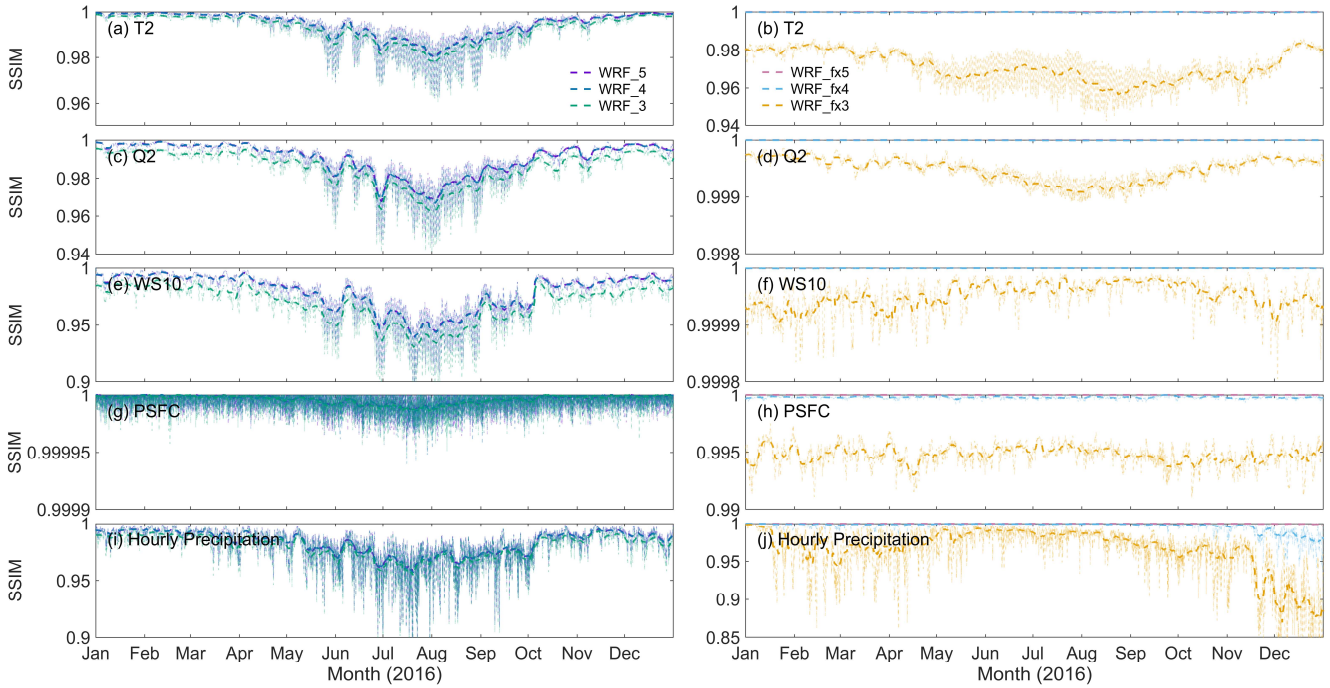 (a) T2
SSIM
1
0.98
0.96
WRF_5
WRF_4
WRF_3
(b) T2
1
0.98
0.96
0.94
WRF_fx5
WRF_fx4
WRF_fx3
(c) Q2
SSIM
1
0.98
0.96
0.94
(d) Q2
1
0.999
0.998
(e) WS10
SSIM
1
0.95
0.9
(f) WS10
1
0.9999
0.9998
(g) PSFC
SSIM
1
0.99995
0.9999
(h) PSFC
1
0.995
0.99
(i) Hourly Precipitation
SSIM
1
0.95
0.9
(j) Hourly Precipitation
1
0.95
0.9
0.85
Jan Feb Mar Apr May Jun Jul Aug Sep Oct Nov Dec
Month (2016)
Jan Feb Mar Apr May Jun Jul Aug Sep Oct Nov Dec
Month (2016)